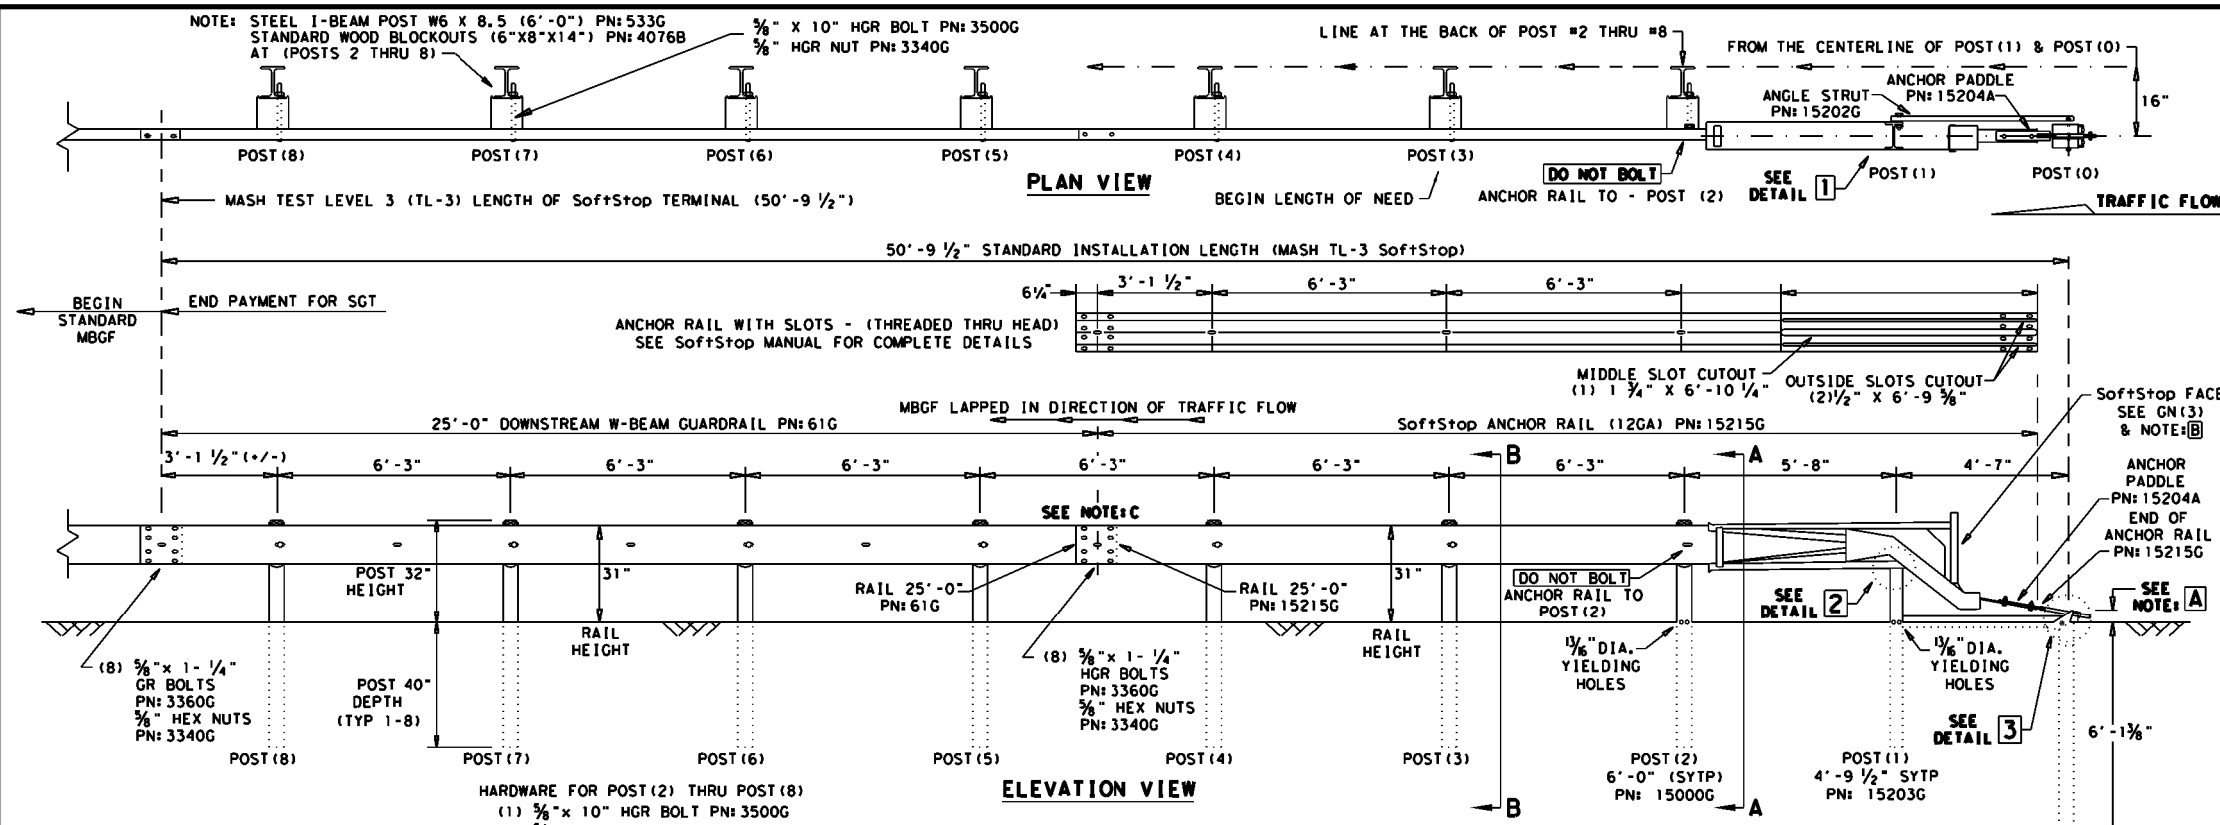 NOTE: STEEL I-BEAM POST W6 X 8.5 (6'-0") PN:533G
STANDARD WOOD BLOCKOUTS (6"X8"X14") PN:4076B
AT (POSTS 2 THRU 8)
5/8" X 10" HGR BOLT PN:3500G
5/8" HGR NUT PN:3340G
LINE AT THE BACK OF POST #2 THRU #8
FROM THE CENTERLINE OF POST(1) & POST(0)
ANCHOR PADDLE
PN:15204A
ANGLE STRUT
PN:15202G
16"
POST(8)
POST(7)
POST(6)
POST(5)
POST(4)
POST(3)
POST(1)
POST(0)
PLAN VIEW
DO NOT BOLT
ANCHOR RAIL TO - POST (2)
SEE
DETAIL 1
BEGIN LENGTH OF NEED
MASH TEST LEVEL 3 (TL-3) LENGTH OF SoftStop TERMINAL (50'-9 1/2")
TRAFFIC FLOW
50'-9 1/2" STANDARD INSTALLATION LENGTH (MASH TL-3 SoftStop)
BEGIN
STANDARD
MBGF
END PAYMENT FOR SGT
6 1/4"
3'-1 1/2"
6'-3"
6'-3"
ANCHOR RAIL WITH SLOTS - (THREADED THRU HEAD)
SEE SoftStop MANUAL FOR COMPLETE DETAILS
MIDDLE SLOT CUTOUT
(1) 1 3/4" X 6'-10 1/4"
OUTSIDE SLOTS CUTOUT
(2)1/2" X 6'-9 5/8"
SoftStop FACE
SEE GN(3)
& NOTE:B
MBGF LAPPED IN DIRECTION OF TRAFFIC FLOW
25'-0" DOWNSTREAM W-BEAM GUARDRAIL PN:61G
SoftStop ANCHOR RAIL (12GA) PN:15215G
3'-1 1/2"(+/-)
6'-3"
6'-3"
6'-3"
6'-3"
6'-3"
6'-3"
5'-8"
4'-7"
B
A
ANCHOR
PADDLE
PN:15204A
END OF
ANCHOR RAIL
PN:15215G
SEE NOTE:C
POST 32"
HEIGHT
31"
RAIL
HEIGHT
RAIL 25'-0"
PN:61G
RAIL 25'-0"
PN:15215G
31"
RAIL
HEIGHT
DO NOT BOLT
ANCHOR RAIL TO
POST(2)
SEE
DETAIL 2
SEE
NOTE: A
(8) 5/8"x 1- 1/4"
GR BOLTS
PN:3360G
5/8" HEX NUTS
PN:3340G
POST 40"
DEPTH
(TYP 1-8)
(8) 5/8"x 1- 1/4"
HGR BOLTS
PN:3360G
5/8" HEX NUTS
PN:3340G
13/16" DIA.
YIELDING
HOLES
13/16" DIA.
YIELDING
HOLES
SEE
DETAIL 3
6'-1 3/8"
POST(8)
POST(7)
POST(6)
POST(5)
POST(4)
POST(3)
POST(2)
6'-0" (SYTP)
PN: 15000G
POST(1)
4'-9 1/2" SYTP
PN: 15203G
HARDWARE FOR POST(2) THRU POST(8)
(1) 5/8"x 10" HGR BOLT PN:3500G
ELEVATION VIEW
B
A